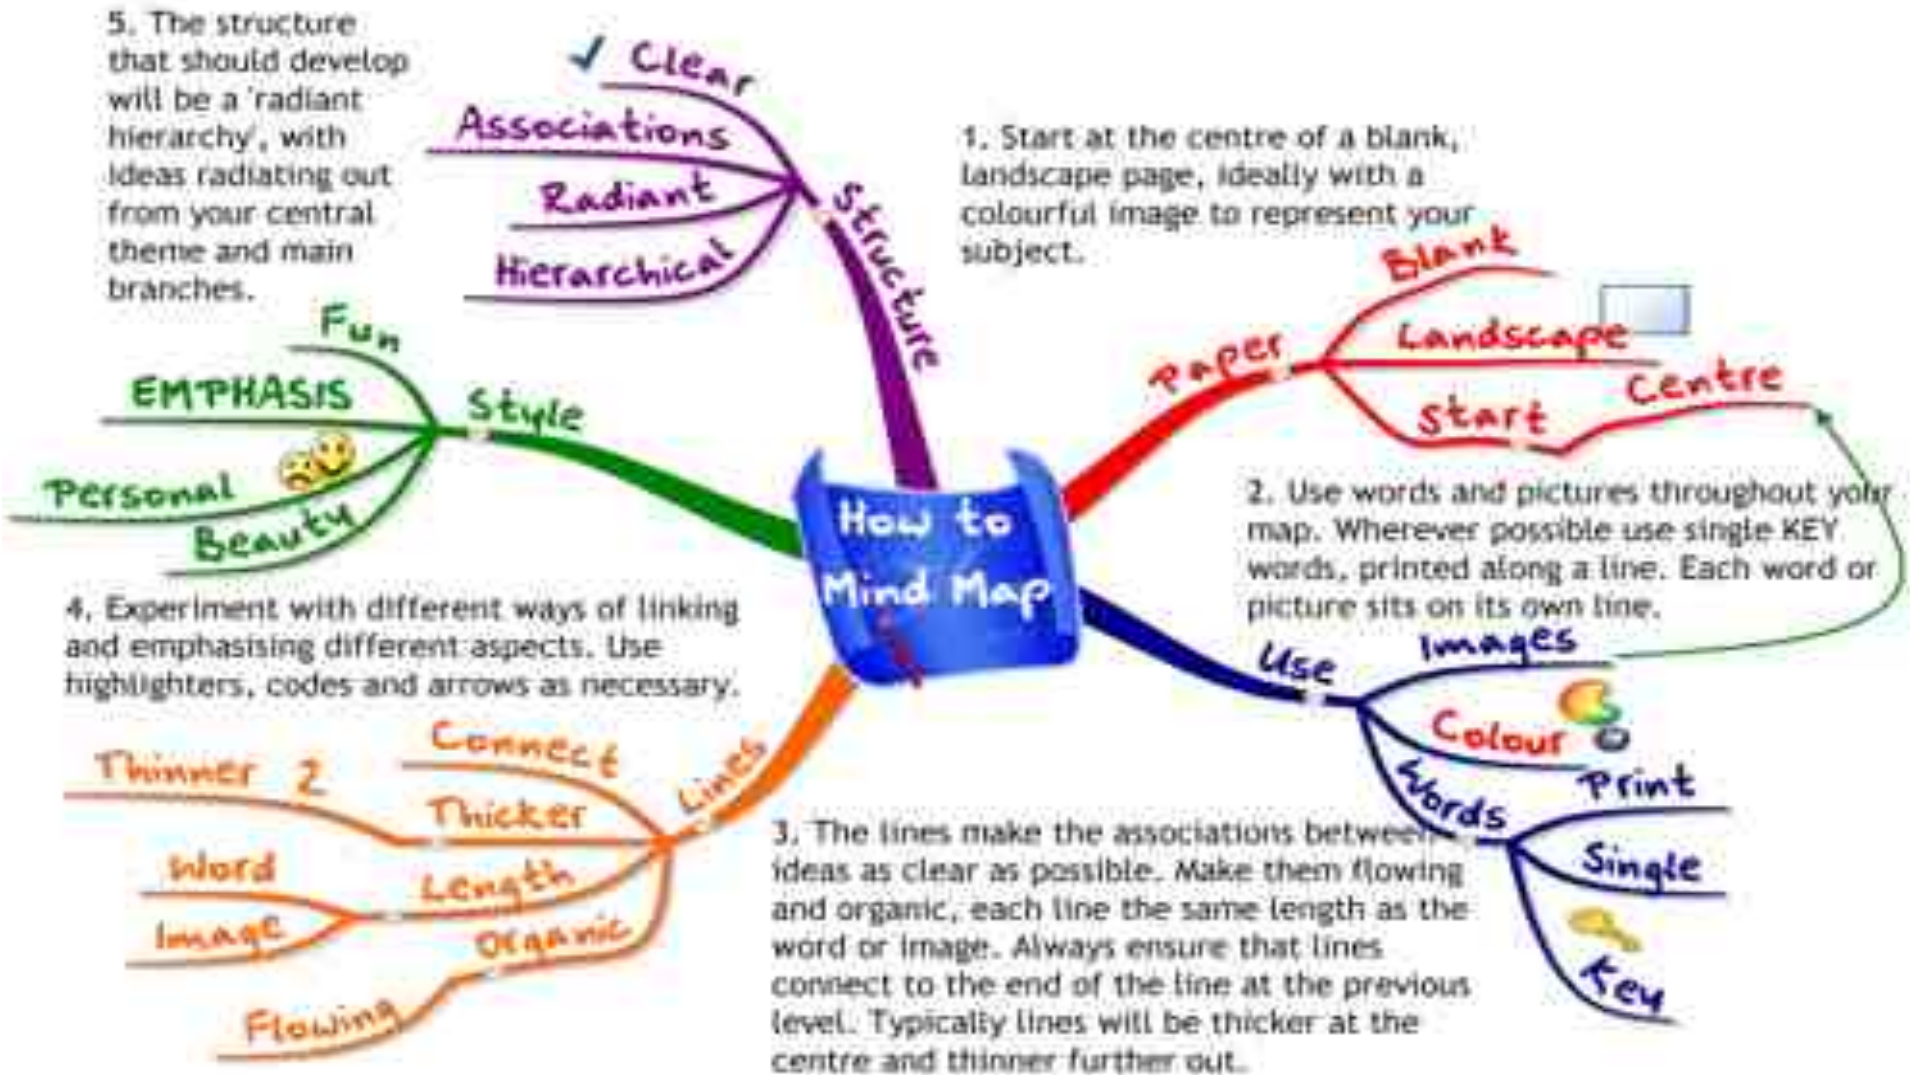 5. The structure
that should develop
will be a 'radiant
hierarchy', with
ideas radiating out
from your central
theme and main
branches.
Clear
Associations
Radiant
Hierarchical
Structure
1. Start at the centre of a blank,
landscape page, ideally with a
colourful image to represent your
subject.
Paper
Blank
Landscape
Start
Centre
Fun
EMPHASIS
Personal
Beauty
Style
How to
Mind Map
2. Use words and pictures throughout your
map. Wherever possible use single KEY
words, printed along a line. Each word or
picture sits on its own line.
Use
Images
Colour
Words
Print
Single
Key
4. Experiment with different ways of linking
and emphasising different aspects. Use
highlighters, codes and arrows as necessary.
Lines
Connect
Thicker
Thinner 2
Length
Word
Image
Organic
Flowing
3. The lines make the associations between
ideas as clear as possible. Make them flowing
and organic, each line the same length as the
word or image. Always ensure that lines
connect to the end of the line at the previous
level. Typically lines will be thicker at the
centre and thinner further out.